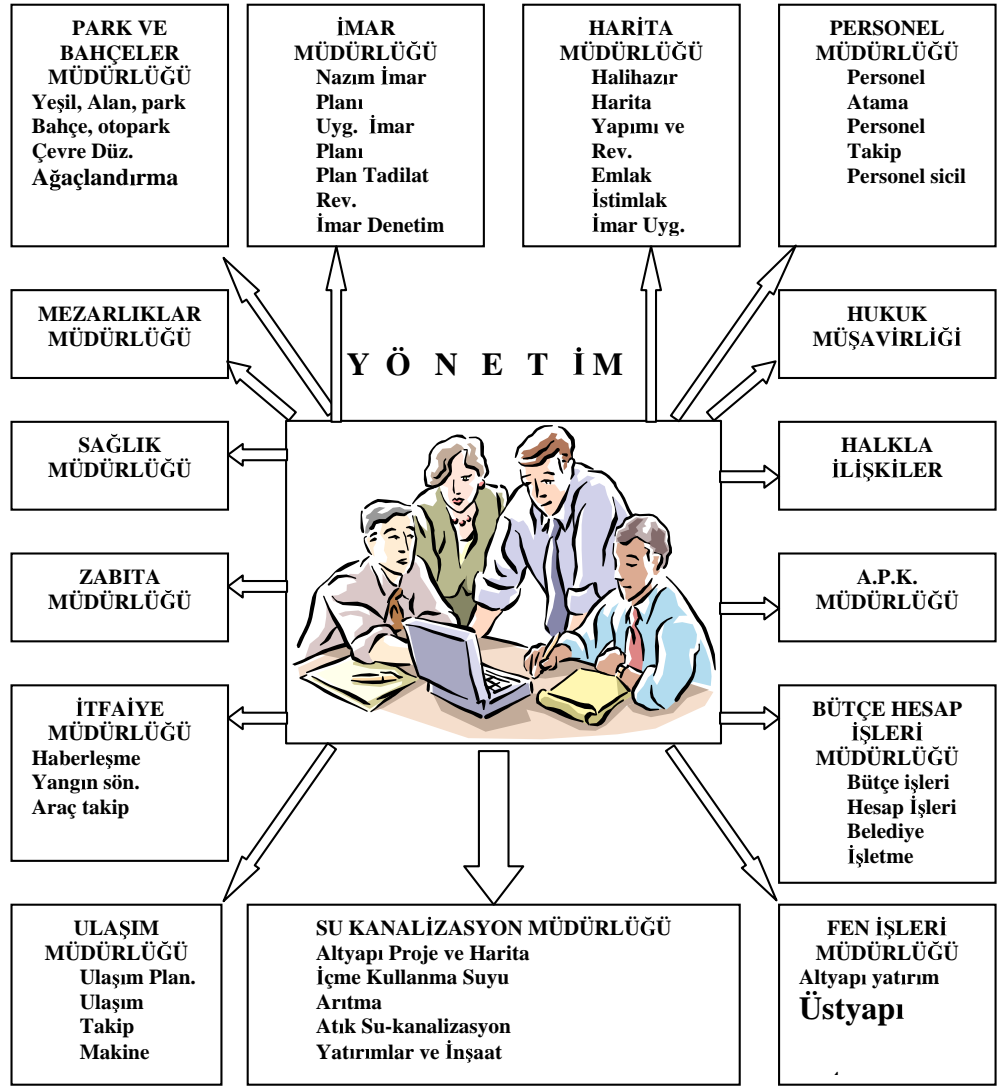 PARK VE
BAHÇELER
MÜDÜRLÜĞÜ
Yeşil, Alan, park
Bahçe, otopark
Çevre Düz.
Ağaçlandırma
İMAR
MÜDÜRLÜĞÜ
Nazım İmar
Planı
Uyg. İmar
Planı
Plan Tadilat
Rev.
İmar Denetim
HARİTA
MÜDÜRLÜĞÜ
Halihazır
Harita
Yapımı ve
Rev.
Emlak
İstimlak
İmar Uyg.
PERSONEL
MÜDÜRLÜĞÜ
Personel
Atama
Personel
Takip
Personel sicil
MEZARLIKLAR
MÜDÜRLÜĞÜ
HUKUK
MÜŞAVİRLİĞİ
Y Ö N E T İ M
SAĞLIK
MÜDÜRLÜĞÜ
HALKLA
İLİŞKİLER
ZABITA
MÜDÜRLÜĞÜ
A.P.K.
MÜDÜRLÜĞÜ
İTFAİYE
MÜDÜRLÜĞÜ
Haberleşme
Yangın sön.
Araç takip
BÜTÇE HESAP
İŞLERİ
MÜDÜRLÜĞÜ
Bütçe işleri
Hesap İşleri
Belediye
İşletme
ULAŞIM
MÜDÜRLÜĞÜ
Ulaşım Plan.
Ulaşım
Takip
Makine
SU KANALİZASYON MÜDÜRLÜĞÜ
Altyapı Proje ve Harita
İçme Kullanma Suyu
Arıtma
Atık Su-kanalizasyon
Yatırımlar ve İnşaat
FEN İŞLERİ
MÜDÜRLÜĞÜ
Altyapı yatırım
Üstyapı